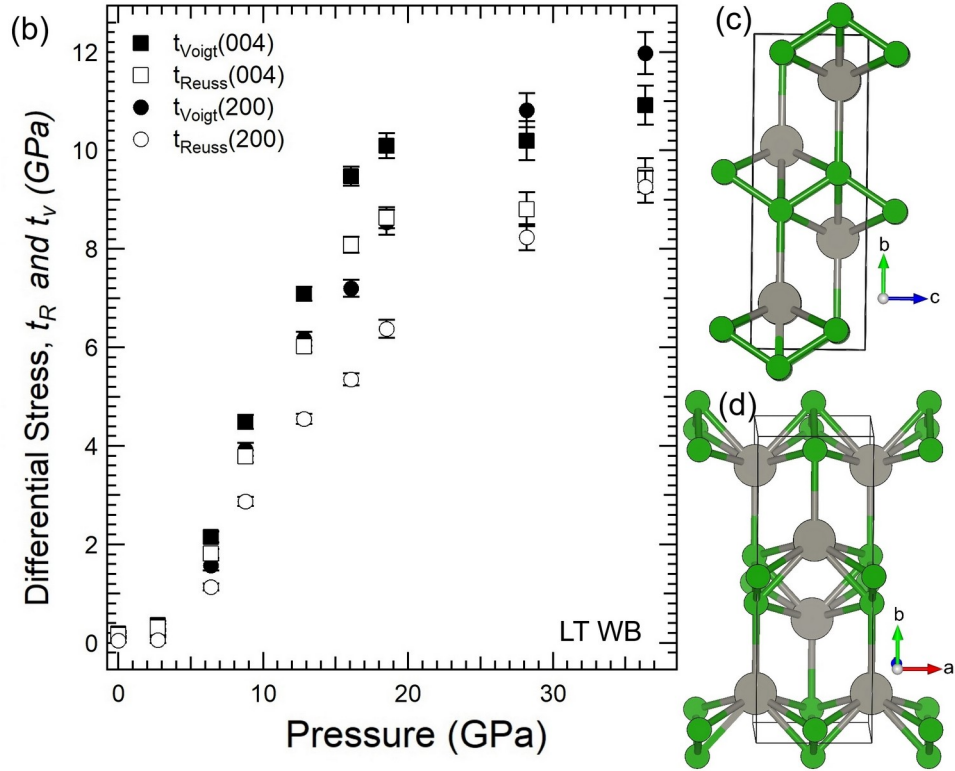 (b)
t_Voigt(004)
t_Reuss(004)
t_Voigt(200)
t_Reuss(200)
Differential Stress, t_R and t_v (GPa)
12
10
8
6
4
2
0
LT WB
0
10
20
30
Pressure (GPa)
(c)
b
c
(d)
b
a